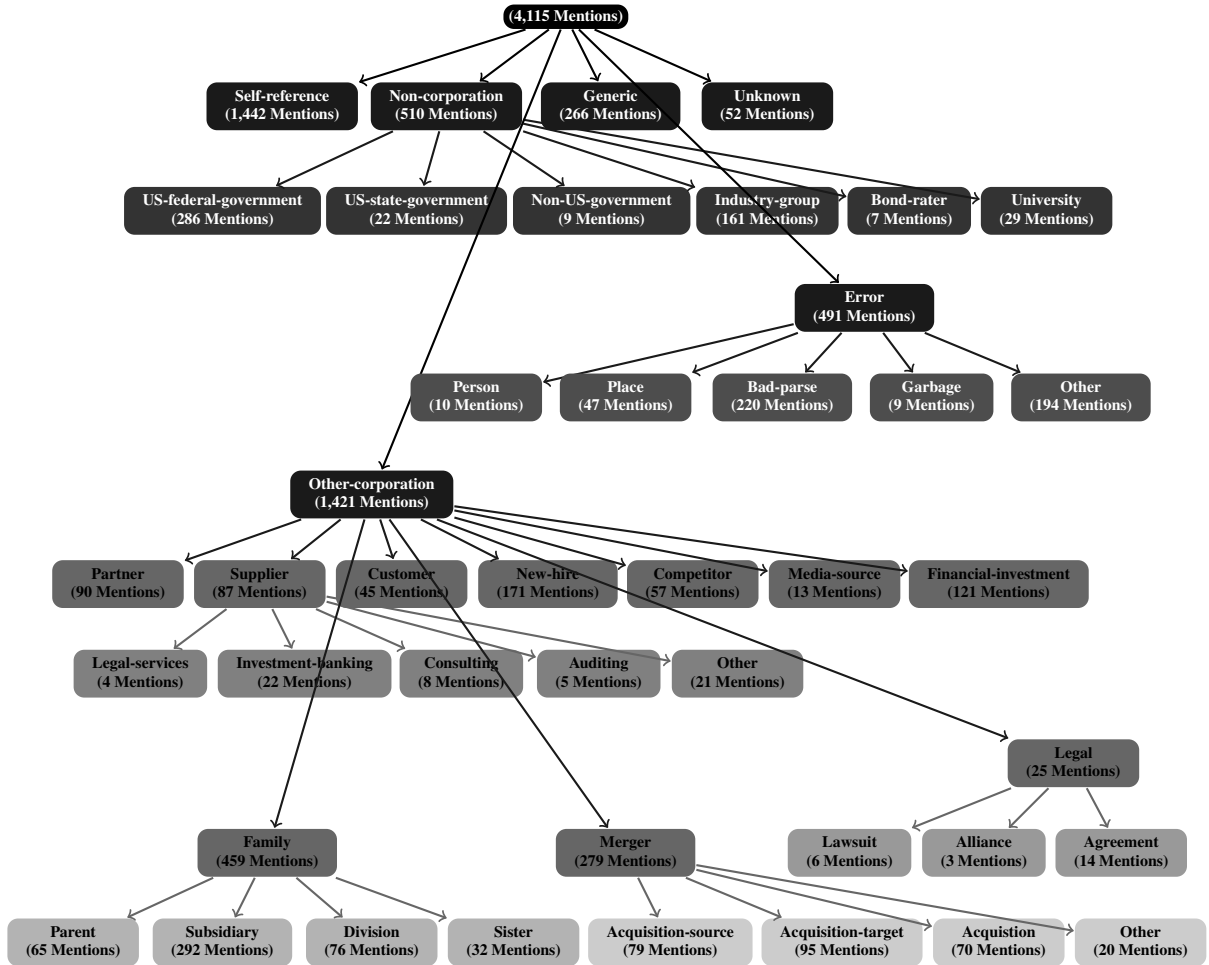 (4,115 Mentions)
Self-reference
(1,442 Mentions)
Non-corporation
(510 Mentions)
Generic
(266 Mentions)
Unknown
(52 Mentions)
US-federal-government
(286 Mentions)
US-state-government
(22 Mentions)
Non-US-government
(9 Mentions)
Industry-group
(161 Mentions)
Bond-rater
(7 Mentions)
University
(29 Mentions)
Error
(491 Mentions)
Person
(10 Mentions)
Place
(47 Mentions)
Bad-parse
(220 Mentions)
Garbage
(9 Mentions)
Other
(194 Mentions)
Other-corporation
(1,421 Mentions)
Partner
(90 Mentions)
Supplier
(87 Mentions)
Customer
(45 Mentions)
New-hire
(171 Mentions)
Competitor
(57 Mentions)
Media-source
(13 Mentions)
Financial-investment
(121 Mentions)
Legal-services
(4 Mentions)
Investment-banking
(22 Mentions)
Consulting
(8 Mentions)
Auditing
(5 Mentions)
Other
(21 Mentions)
Legal
(25 Mentions)
Lawsuit
(6 Mentions)
Alliance
(3 Mentions)
Agreement
(14 Mentions)
Family
(459 Mentions)
Merger
(279 Mentions)
Parent
(65 Mentions)
Subsidiary
(292 Mentions)
Division
(76 Mentions)
Sister
(32 Mentions)
Acquisition-source
(79 Mentions)
Acquisition-target
(95 Mentions)
Acquisition
(70 Mentions)
Other
(20 Mentions)